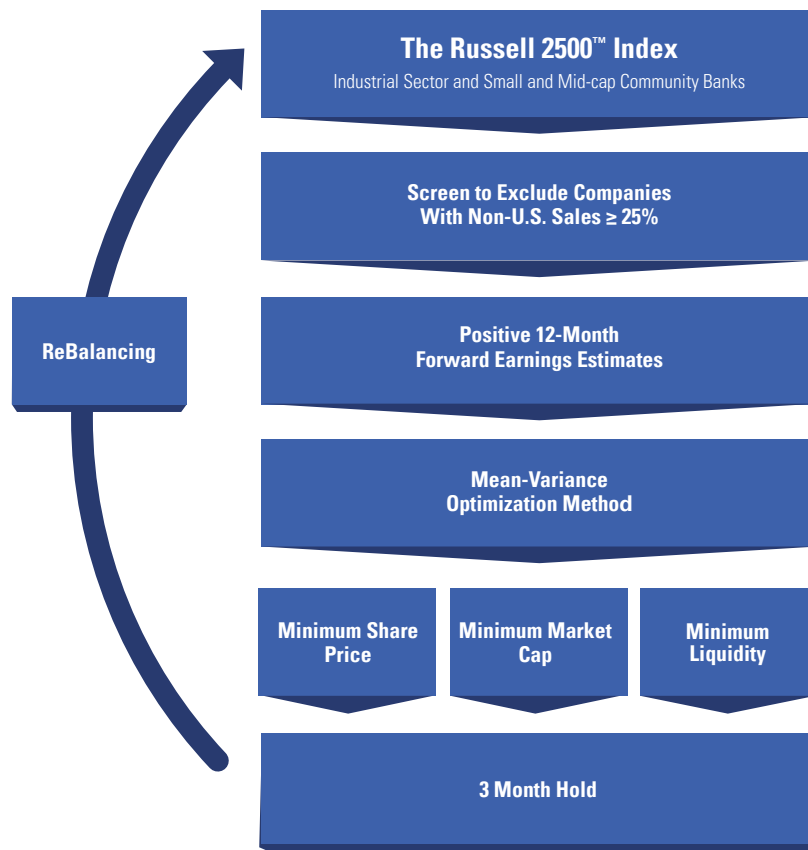 The Russell 2500™ Index
Industrial Sector and Small and Mid-cap Community Banks
Screen to Exclude Companies
With Non-U.S. Sales ≥ 25%
ReBalancing
Positive 12-Month
Forward Earnings Estimates
Mean-Variance
Optimization Method
Minimum Share
Price
Minimum Market
Cap
Minimum
Liquidity
3 Month Hold